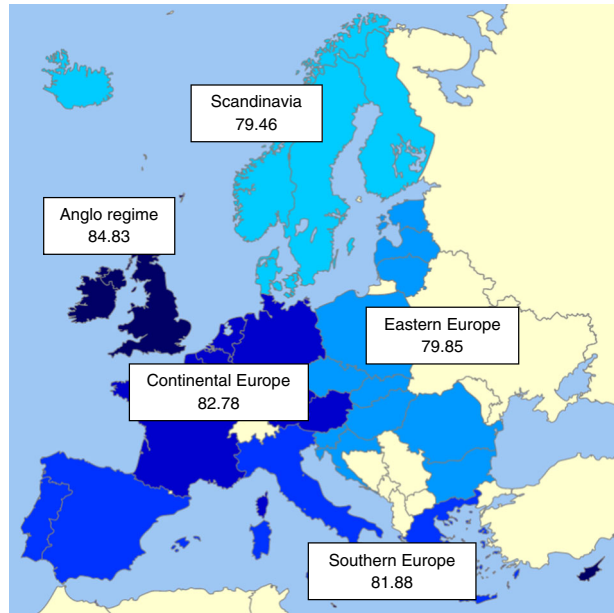 Scandinavia
79.46
Anglo regime
84.83
Eastern Europe
79.85
Continental Europe
82.78
Southern Europe
81.88